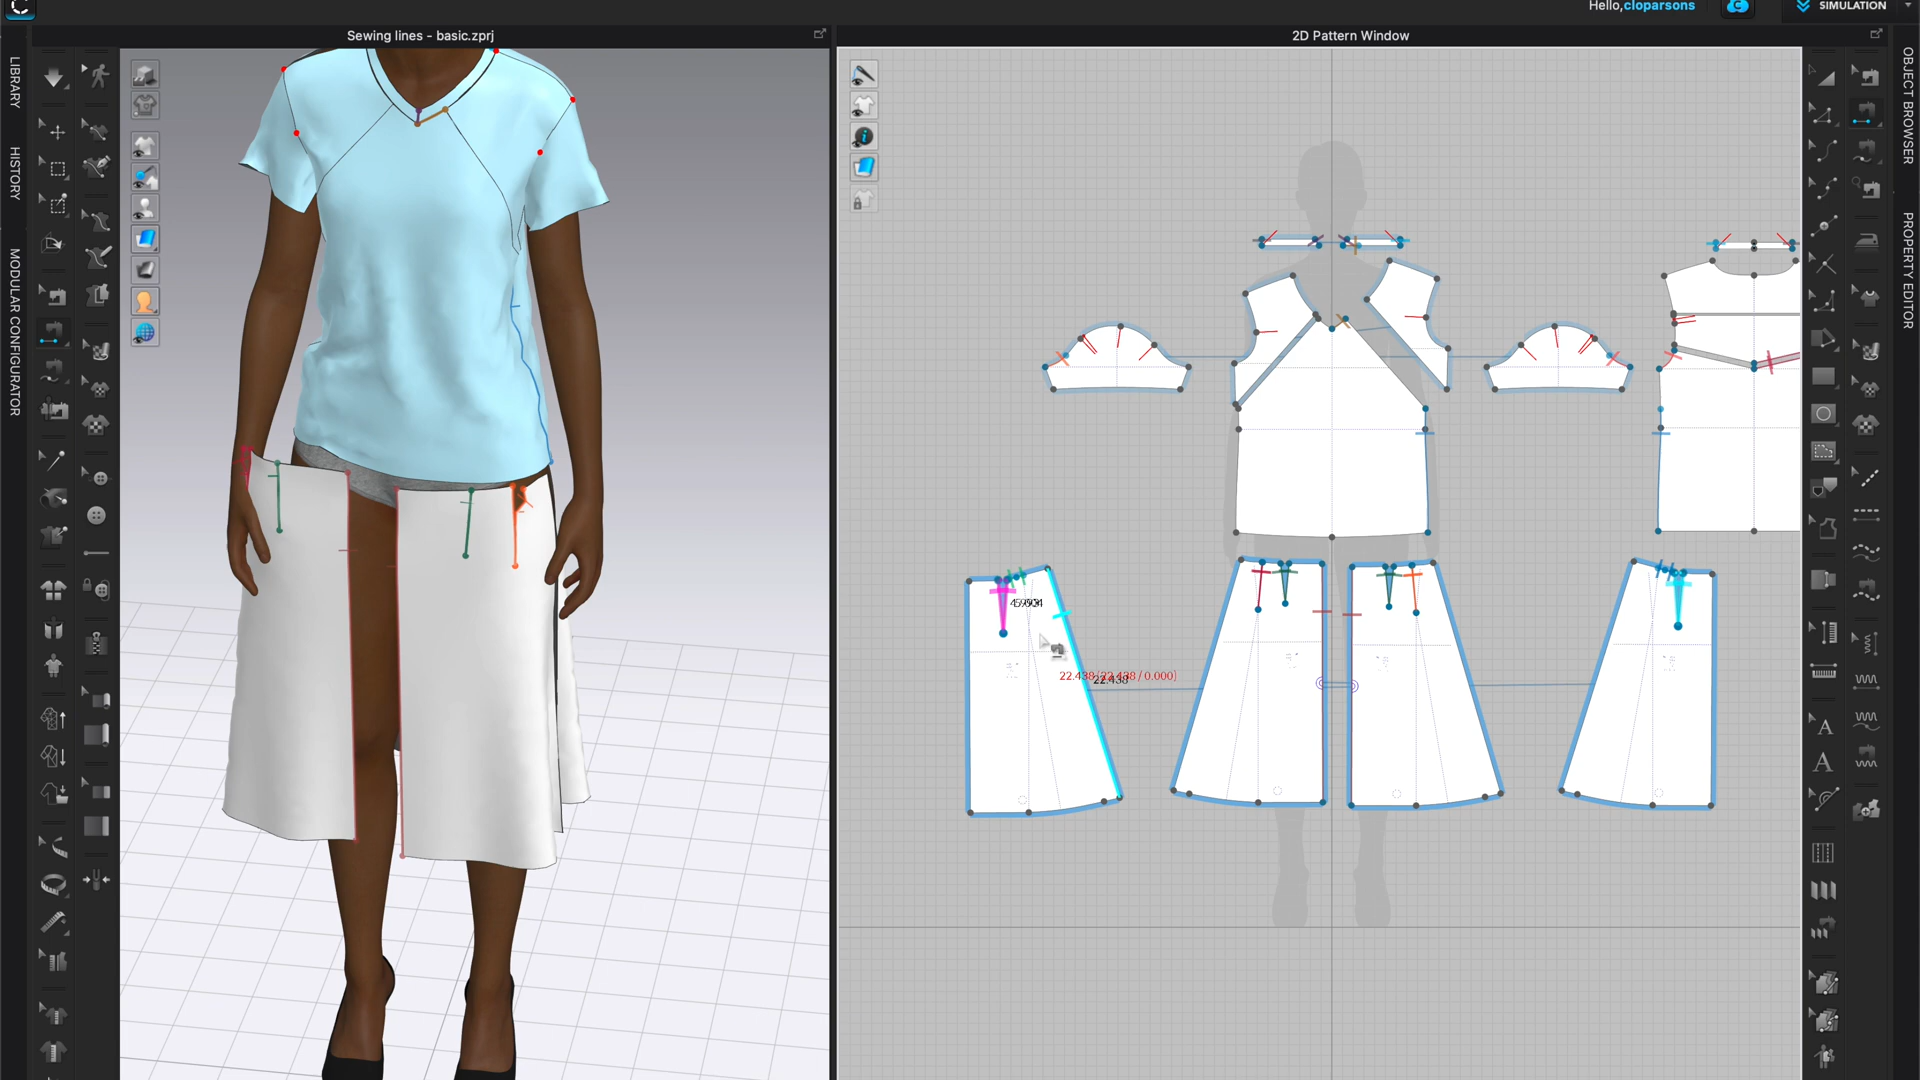 Hello,cloparsons
SIMULATION
Sewing lines - basic.zprj
2D Pattern Window
LIBRARY
HISTORY
MODULAR CONFIGURATOR
OBJECT BROWSER
PROPERTY EDITOR
22.438
A
A